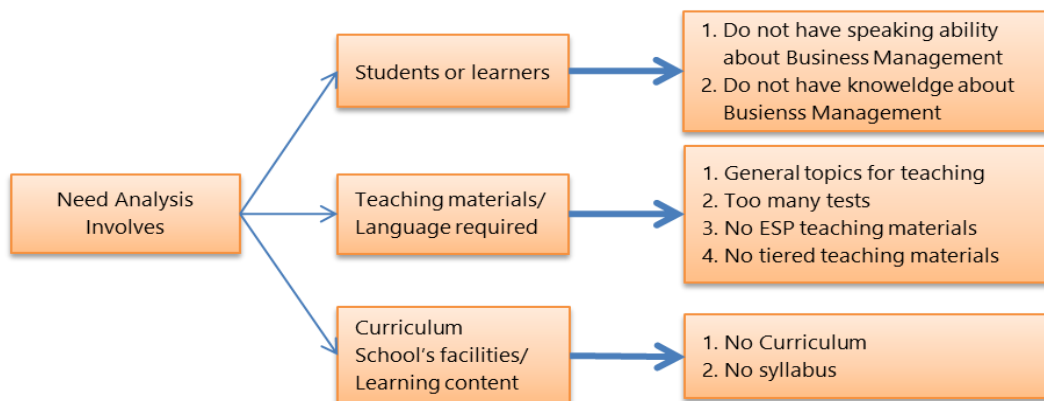 Need Analysis
Involves
Students or learners
1. Do not have speaking ability
about Business Management
2. Do not have knoweldge about
Busienss Management
Teaching materials/
Language required
1. General topics for teaching
2. Too many tests
3. No ESP teaching materials
4. No tiered teaching materials
Curriculum
School’s facilities/
Learning content
1. No Curriculum
2. No syllabus